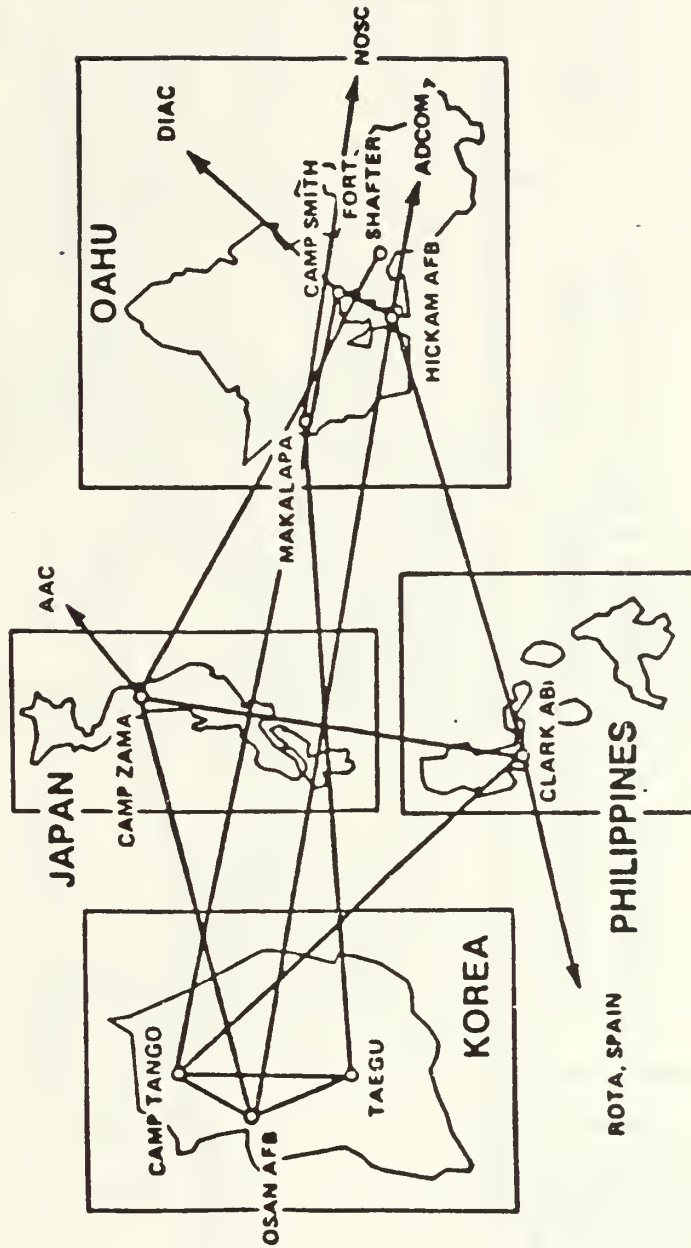 KOREA
CAMP TANGO
OSAN AFB
TAEGU
JAPAN
CAMP ZAMA
AAC
PHILIPPINES
CLARK ABI
ROTA, SPAIN
OAHU
MAKALAPA
CAMP SMITH
FORT
SHAFTER
HICKAM AFB
DIAC
NOSC
ADCOM